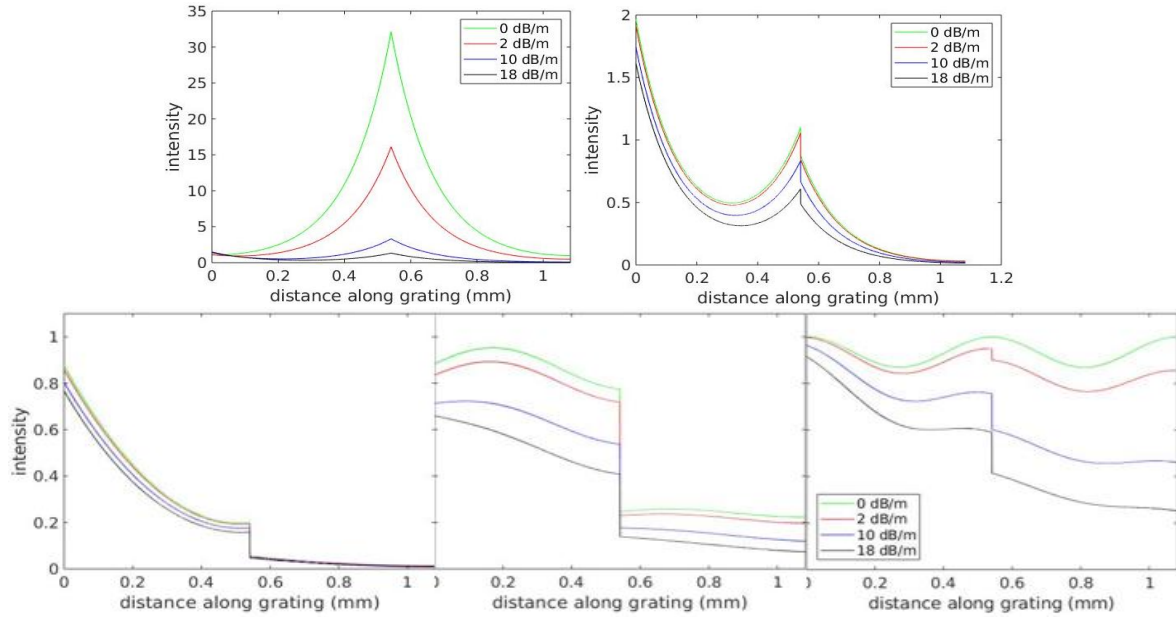 35
30
25
20
15
10
5
0
intensity
0 0.2 0.4 0.6 0.8 1
distance along grating (mm)
0 dB/m
2 dB/m
10 dB/m
18 dB/m
2
1.5
1
0.5
0
intensity
0 0.2 0.4 0.6 0.8 1 1.2
distance along grating (mm)
0 dB/m
2 dB/m
10 dB/m
18 dB/m
1
0.8
0.6
0.4
0.2
0
intensity
0 0.2 0.4 0.6 0.8 1
distance along grating (mm)
0 0.2 0.4 0.6 0.8 1
distance along grating (mm)
0 0.2 0.4 0.6 0.8 1
distance along grating (mm)
0 dB/m
2 dB/m
10 dB/m
18 dB/m